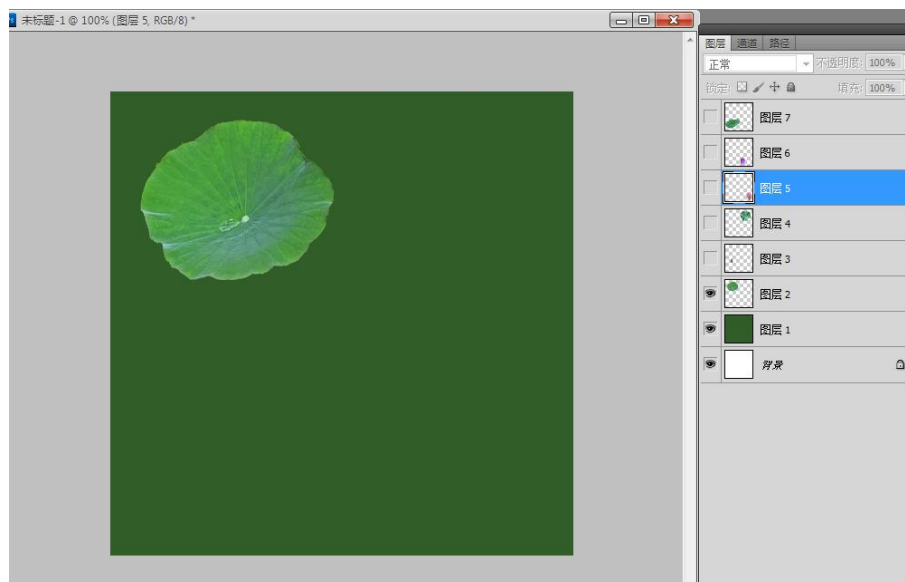 未标题-1 @ 100% (图层 5, RGB/8) *
图层 通道 路径
正常 不透明度: 100%
锁定: 填充: 100%
图层 7
图层 6
图层 5
图层 4
图层 3
图层 2
图层 1
背景